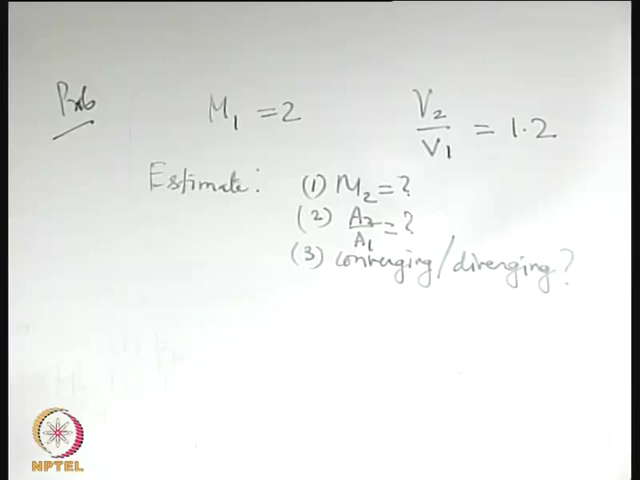 Prob
M₁ = 2
V₂/V₁ = 1.2
Estimate: (1) M₂ = ?
(2) A₂/A₁ = ?
(3) converging/diverging?
NPTEL